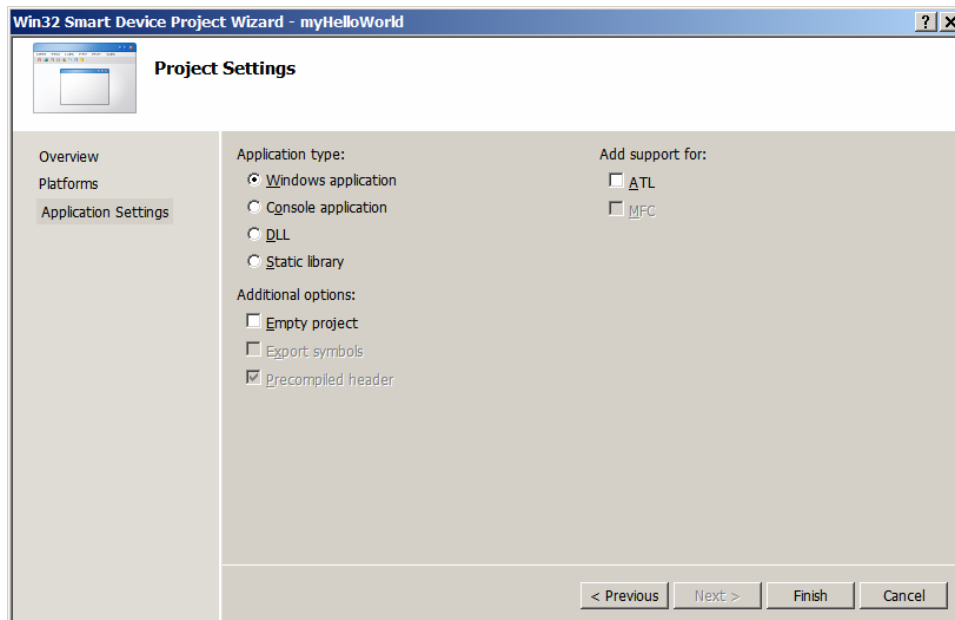 Win32 Smart Device Project Wizard - myHelloWorld
Project Settings
Overview
Platforms
Application Settings
Application type:
Windows application
Console application
DLL
Static library
Additional options:
Empty project
Export symbols
Precompiled header
Add support for:
ATL
MFC
< Previous
Next >
Finish
Cancel